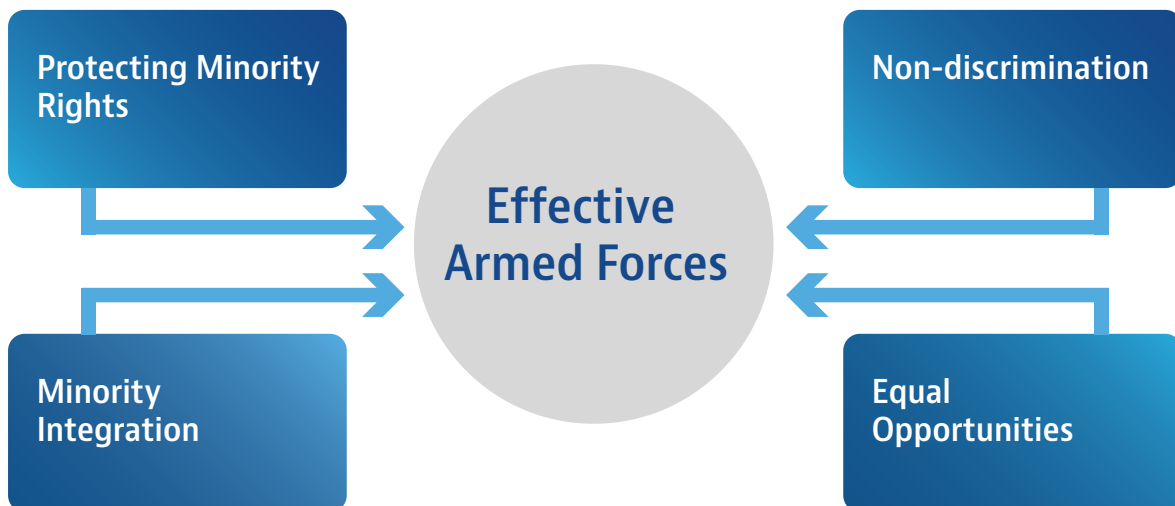 Protecting Minority
Rights
Non-discrimination
Effective
Armed Forces
Minority
Integration
Equal
Opportunities